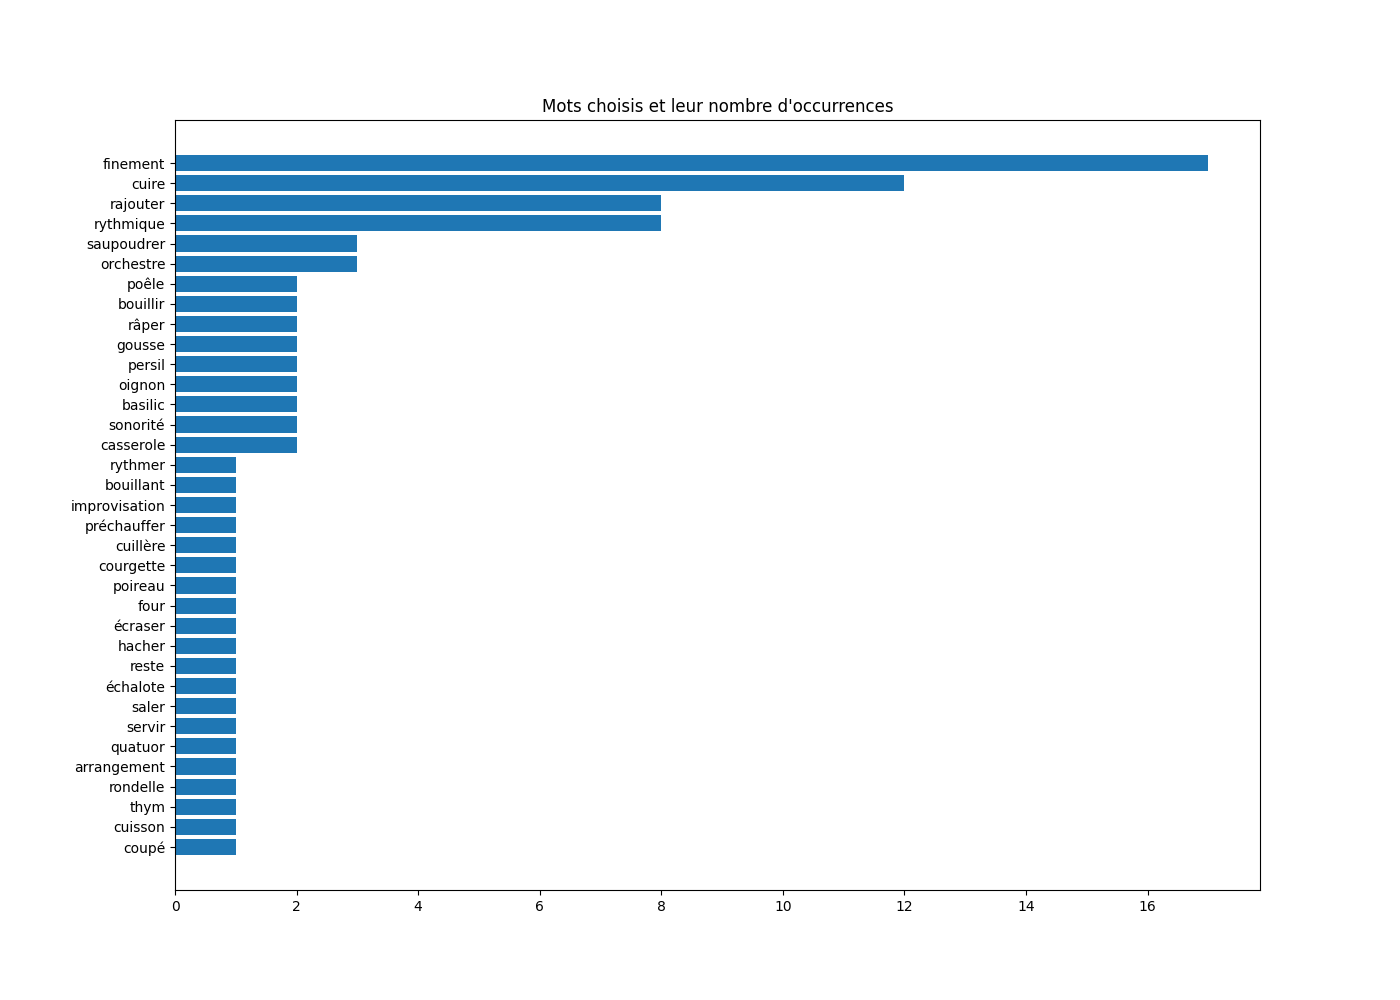 Mots choisis et leur nombre d'occurrences
finement
cuire
rajouter
rythmique
saupoudrer
orchestre
poêle
bouillir
râper
gousse
persil
oignon
basilic
sonorité
casserole
rythmer
bouillant
improvisation
préchauffer
cuillère
courgette
poireau
four
écraser
hacher
reste
échalote
saler
servir
quatuor
arrangement
rondelle
thym
cuisson
coupé
0 2 4 6 8 10 12 14 16